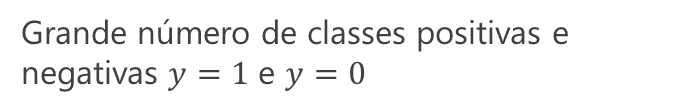 Grande número de classes positivas e
negativas y = 1 e y = 0